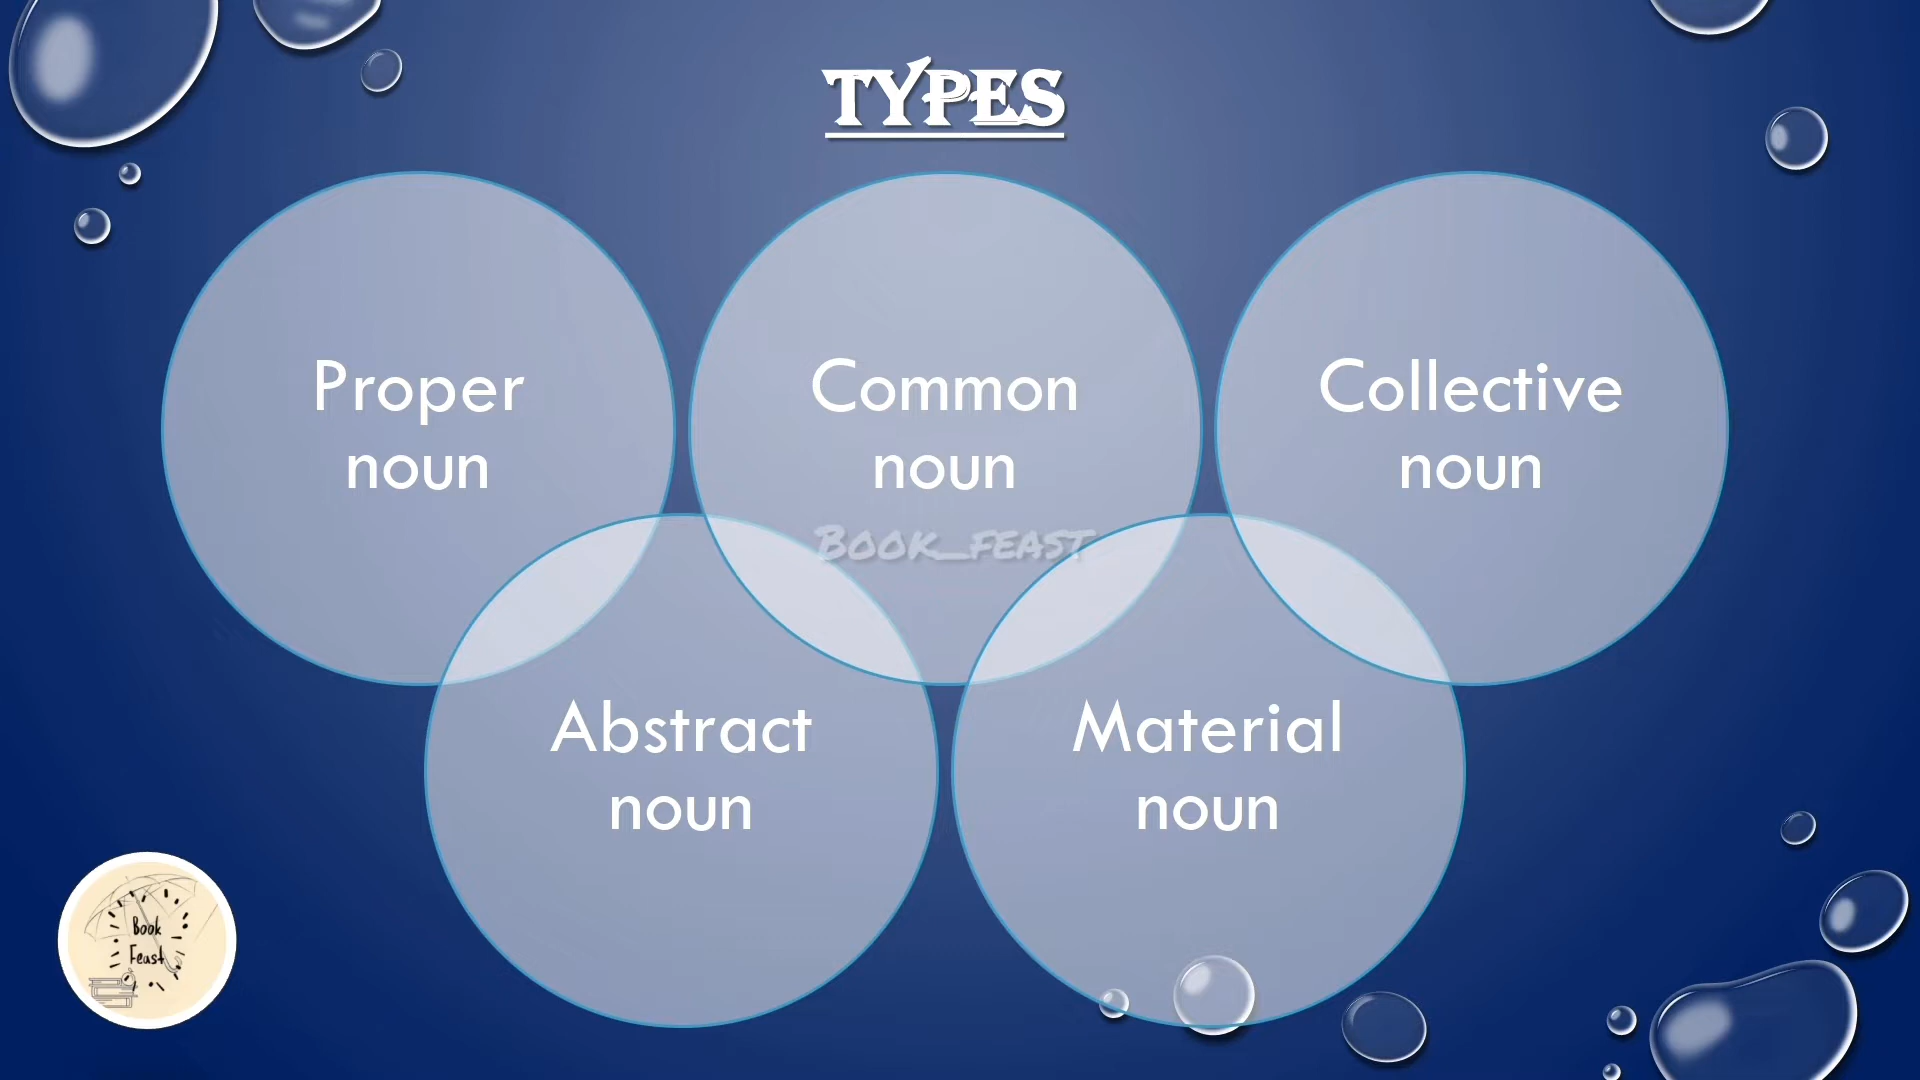 TYPES
Proper
noun
Common
noun
Collective
noun
Book_feast
Abstract
noun
Material
noun
Book
Feast